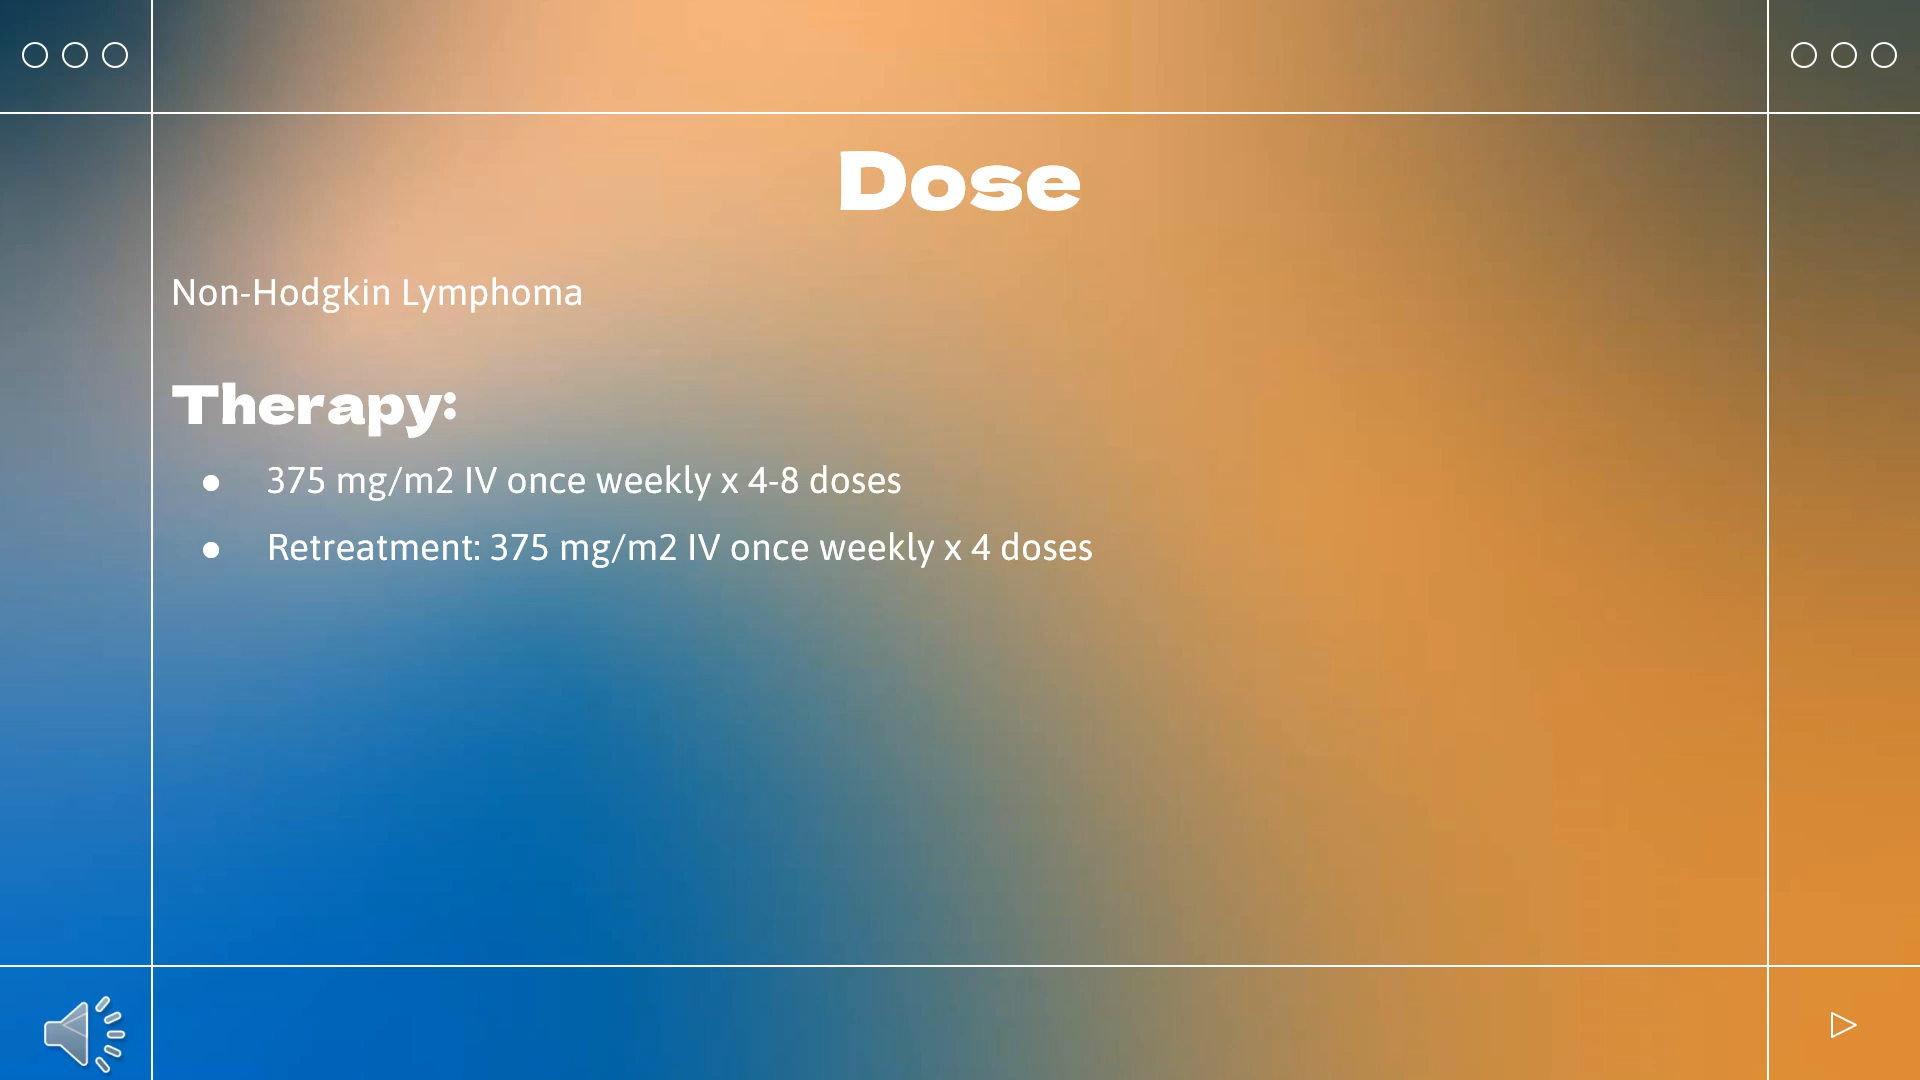 Dose
Non-Hodgkin Lymphoma
Therapy:
● 375 mg/m2 IV once weekly x 4-8 doses
● Retreatment: 375 mg/m2 IV once weekly x 4 doses